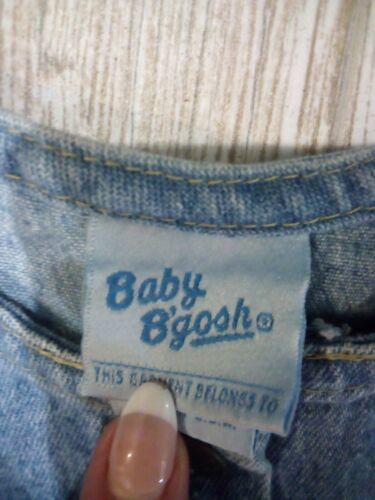 Baby
B'gosh ®
THIS GARMENT BELONGS TO